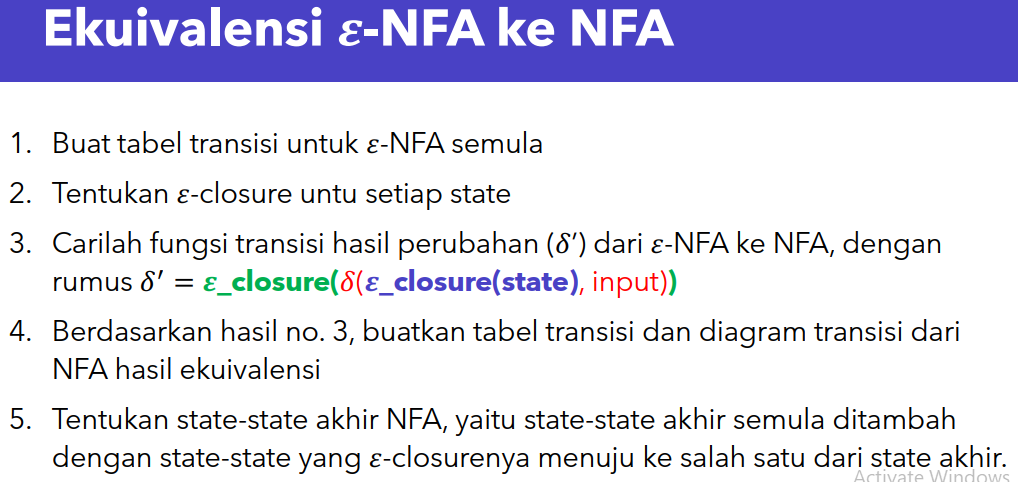 Ekuivalensi ε-NFA ke NFA
1. Buat tabel transisi untuk ε-NFA semula
2. Tentukan ε-closure untu setiap state
3. Carilah fungsi transisi hasil perubahan (δ′) dari ε-NFA ke NFA, dengan
rumus δ′ = ε_closure(δ(ε_closure(state), input))
4. Berdasarkan hasil no. 3, buatkan tabel transisi dan diagram transisi dari
NFA hasil ekuivalensi
5. Tentukan state-state akhir NFA, yaitu state-state akhir semula ditambah
dengan state-state yang ε-closurenya menuju ke salah satu dari state akhir.
Activate Windows